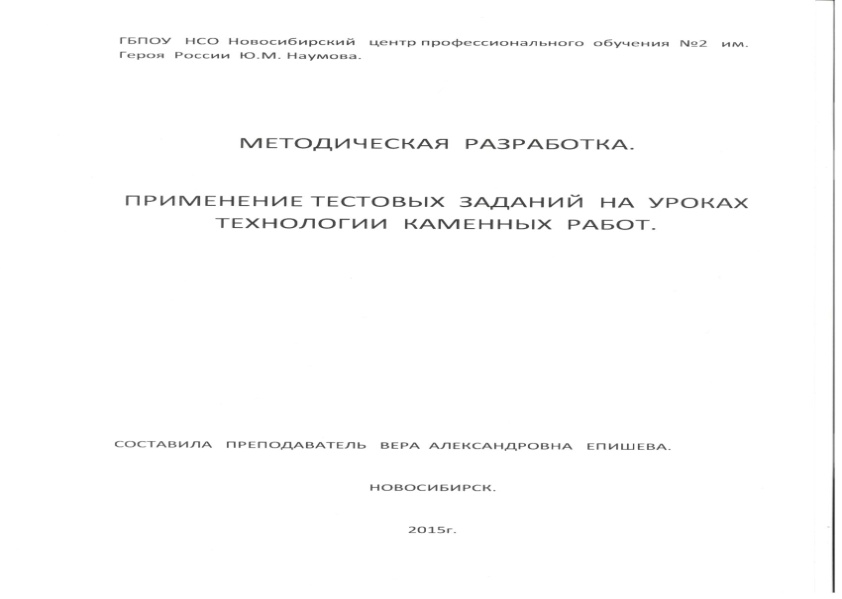 ГБПОУ НСО Новосибирский центр профессионального обучения №2 им.
Героя России Ю.М. Наумова.
МЕТОДИЧЕСКАЯ РАЗРАБОТКА.
ПРИМЕНЕНИЕ ТЕСТОВЫХ ЗАДАНИЙ НА УРОКАХ
ТЕХНОЛОГИИ КАМЕННЫХ РАБОТ.
СОСТАВИЛА ПРЕПОДАВАТЕЛЬ ВЕРА АЛЕКСАНДРОВНА ЕПИШЕВА.
НОВОСИБИРСК.
2015г.